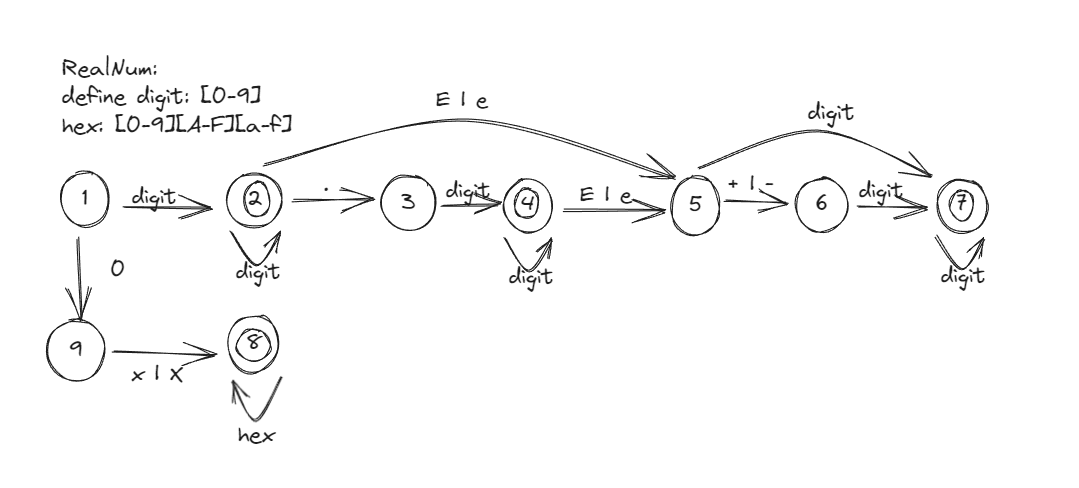 RealNum:
define digit: [0-9]
hex: [0-9][A-F][a-f]
E | e
digit
1
digit
2
.
3
digit
4
E | e
5
+ | -
6
digit
7
digit
digit
digit
0
9
x | X
8
hex